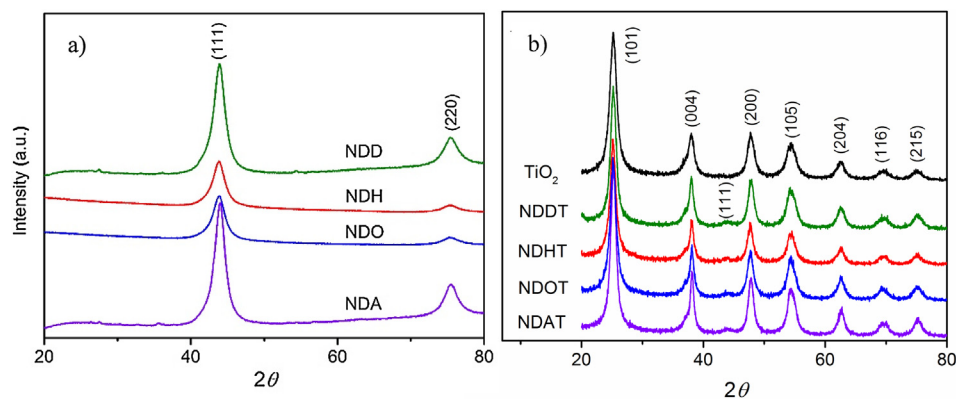 a)
(111)
(220)
NDD
NDH
NDO
NDA
Intensity (a.u.)
20
40
60
80
2θ
b)
(101)
(004)
(111)
(200)
(105)
(204)
(116)
(215)
TiO₂
NDDT
NDHT
NDOT
NDAT
20
40
60
80
2θ